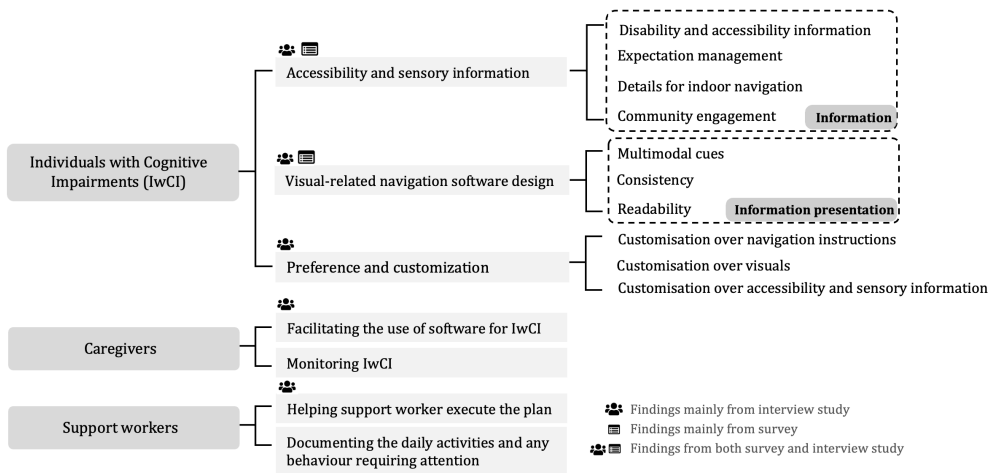 Individuals with Cognitive
Impairments (IwCI)
Accessibility and sensory information
Disability and accessibility information
Expectation management
Details for indoor navigation
Community engagement
Information
Visual-related navigation software design
Multimodal cues
Consistency
Readability
Information presentation
Preference and customization
Customisation over navigation instructions
Customisation over visuals
Customisation over accessibility and sensory information
Caregivers
Facilitating the use of software for IwCI
Monitoring IwCI
Support workers
Helping support worker execute the plan
Documenting the daily activities and any
behaviour requiring attention
Findings mainly from interview study
Findings mainly from survey
Findings from both survey and interview study